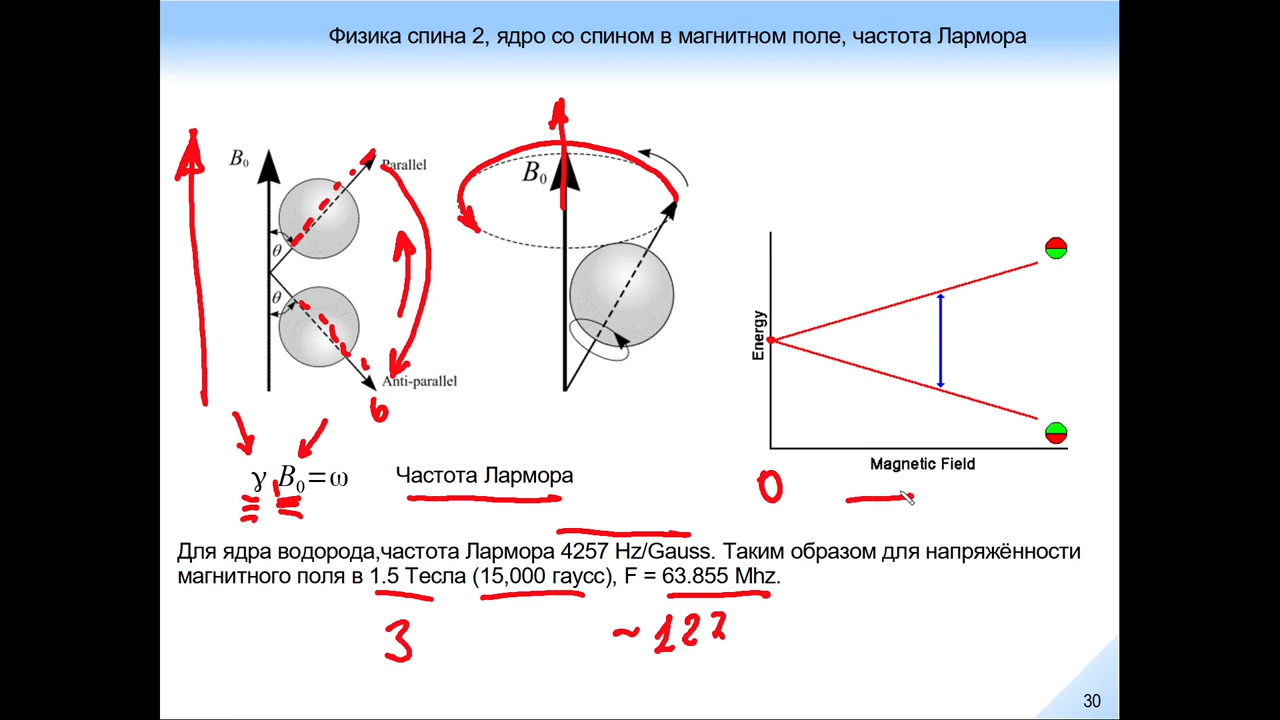 Физика спина 2, ядро со спином в магнитном поле, частота Лармора
B₀
Parallel
θ
θ
Anti-parallel
B₀
Energy
Magnetic Field
0
γ B₀=ω
Частота Лармора
Для ядра водорода,частота Лармора 4257 Hz/Gauss. Таким образом для напряжённости
магнитного поля в 1.5 Тесла (15,000 гаусс), F = 63.855 Mhz.
3
~127
30